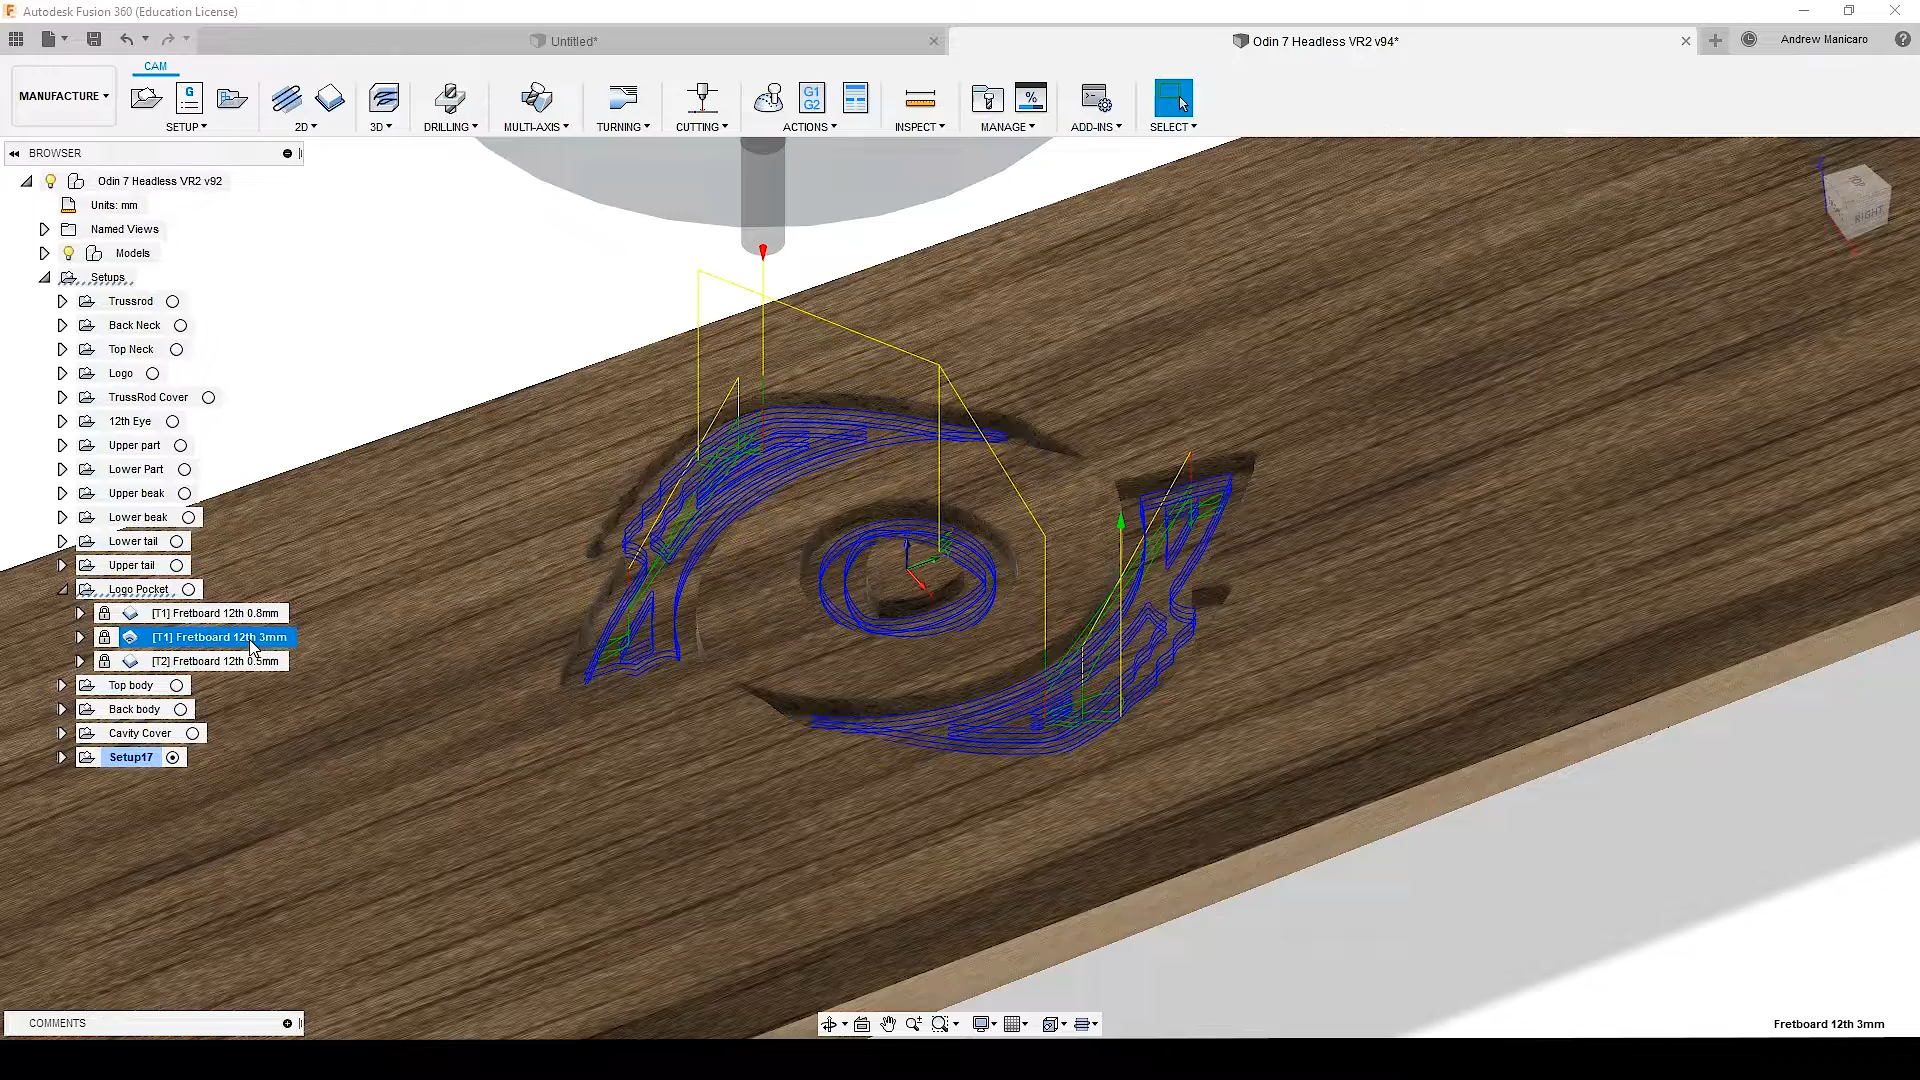 Autodesk Fusion 360 (Education License)
Untitled*
Odin 7 Headless VR2 v94*
Andrew Manicaro
CAM
MANUFACTURE
SETUP
2D
3D
DRILLING
MULTI-AXIS
TURNING
CUTTING
G1
G2
ACTIONS
INSPECT
MANAGE
ADD-INS
SELECT
BROWSER
Odin 7 Headless VR2 v92
Units: mm
Named Views
Models
Setups
Trussrod
Back Neck
Top Neck
Logo
TrussRod Cover
12th Eye
Upper part
Lower Part
Upper beak
Lower beak
Lower tail
Upper tail
Logo Pocket
[T1] Fretboard 12th 0.8mm
[T1] Fretboard 12th 3mm
[T2] Fretboard 12th 0.5mm
Top body
Back body
Cavity Cover
Setup17
TOP
RIGHT
COMMENTS
Fretboard 12th 3mm